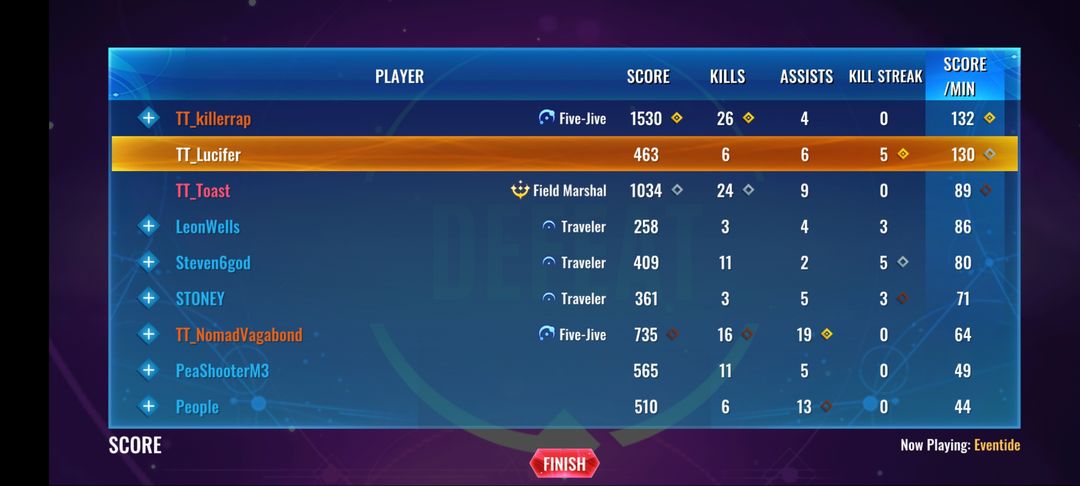 PLAYER SCORE KILLS ASSISTS KILL STREAK SCORE /MIN
TT_killerrap Five-Jive 1530 26 4 0 132
TT_Lucifer 463 6 6 5 130
TT_Toast Field Marshal 1034 24 9 0 89
LeonWells Traveler 258 3 4 3 86
Steven6god Traveler 409 11 2 5 80
STONEY Traveler 361 3 5 3 71
TT_NomadVagabond Five-Jive 735 16 19 0 64
PeaShooterM3 565 11 5 0 49
People 510 6 13 0 44
DEFEAT
SCORE
Now Playing: Eventide
FINISH